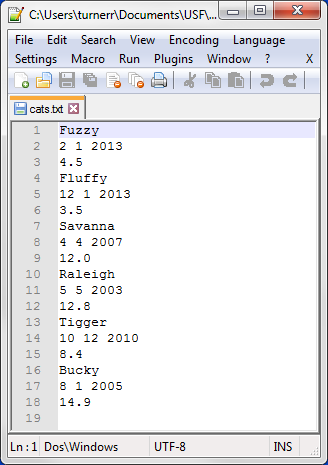 C:\Users\turnerr\Documents\USF\...
File Edit Search View Encoding Language
Settings Macro Run Plugins Window ? X
cats.txt
1 Fuzzy
2 2 1 2013
3 4.5
4 Fluffy
5 12 1 2013
6 3.5
7 Savanna
8 4 4 2007
9 12.0
10 Raleigh
11 5 5 2003
12 12.8
13 Tigger
14 10 12 2010
15 8.4
16 Bucky
17 8 1 2005
18 14.9
19
Ln : 1 Dos\Windows UTF-8 INS